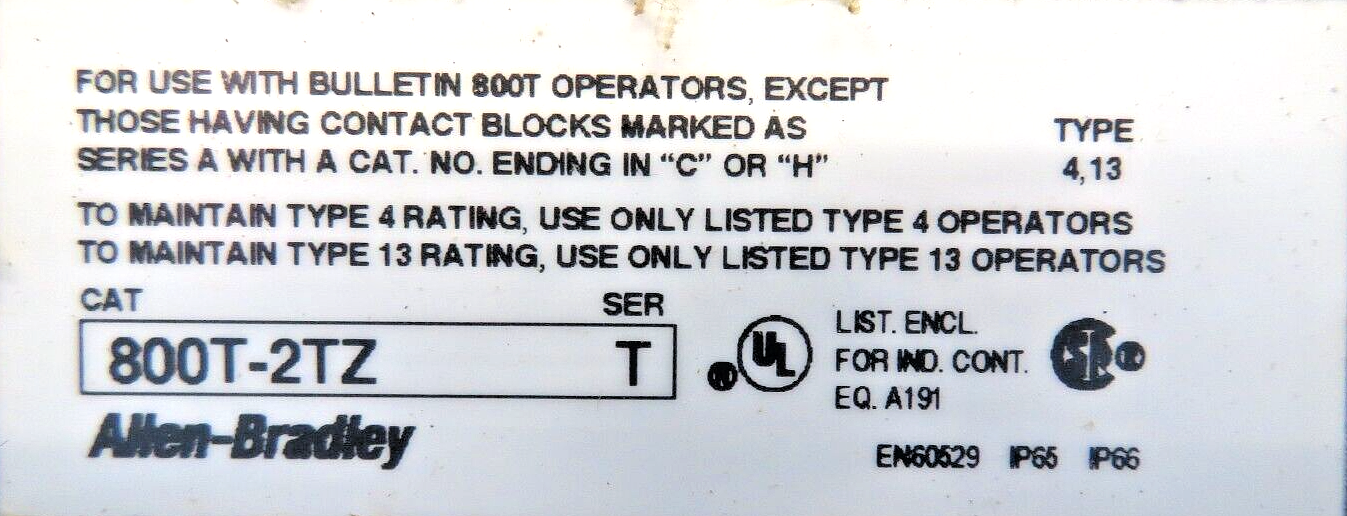 FOR USE WITH BULLETIN 800T OPERATORS, EXCEPT
THOSE HAVING CONTACT BLOCKS MARKED AS
SERIES A WITH A CAT. NO. ENDING IN “C” OR “H”
TYPE
4,13
TO MAINTAIN TYPE 4 RATING, USE ONLY LISTED TYPE 4 OPERATORS
TO MAINTAIN TYPE 13 RATING, USE ONLY LISTED TYPE 13 OPERATORS
CAT SER
800T-2TZ T
Allen-Bradley
UL
LIST. ENCL.
FOR IND. CONT.
EQ. A191
EN60529 IP65 IP66